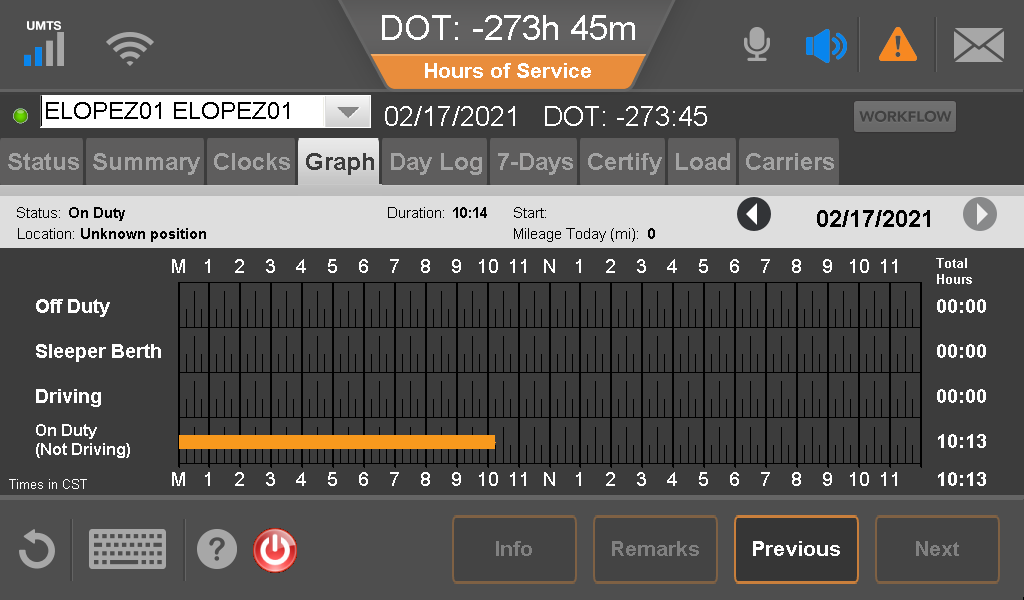 UMTS
DOT: -273h 45m
Hours of Service
ELOPEZ01 ELOPEZ01
02/17/2021 DOT: -273:45
WORKFLOW
Status Summary Clocks Graph Day Log 7-Days Certify Load Carriers
Status: On Duty Duration: 10:14 Start:
Location: Unknown position Mileage Today (mi): 0
02/17/2021
M 1 2 3 4 5 6 7 8 9 10 11 N 1 2 3 4 5 6 7 8 9 10 11
Total
Hours
Off Duty 00:00
Sleeper Berth 00:00
Driving 00:00
On Duty
(Not Driving) 10:13
M 1 2 3 4 5 6 7 8 9 10 11 N 1 2 3 4 5 6 7 8 9 10 11 10:13
Times in CST
?
Info Remarks Previous Next